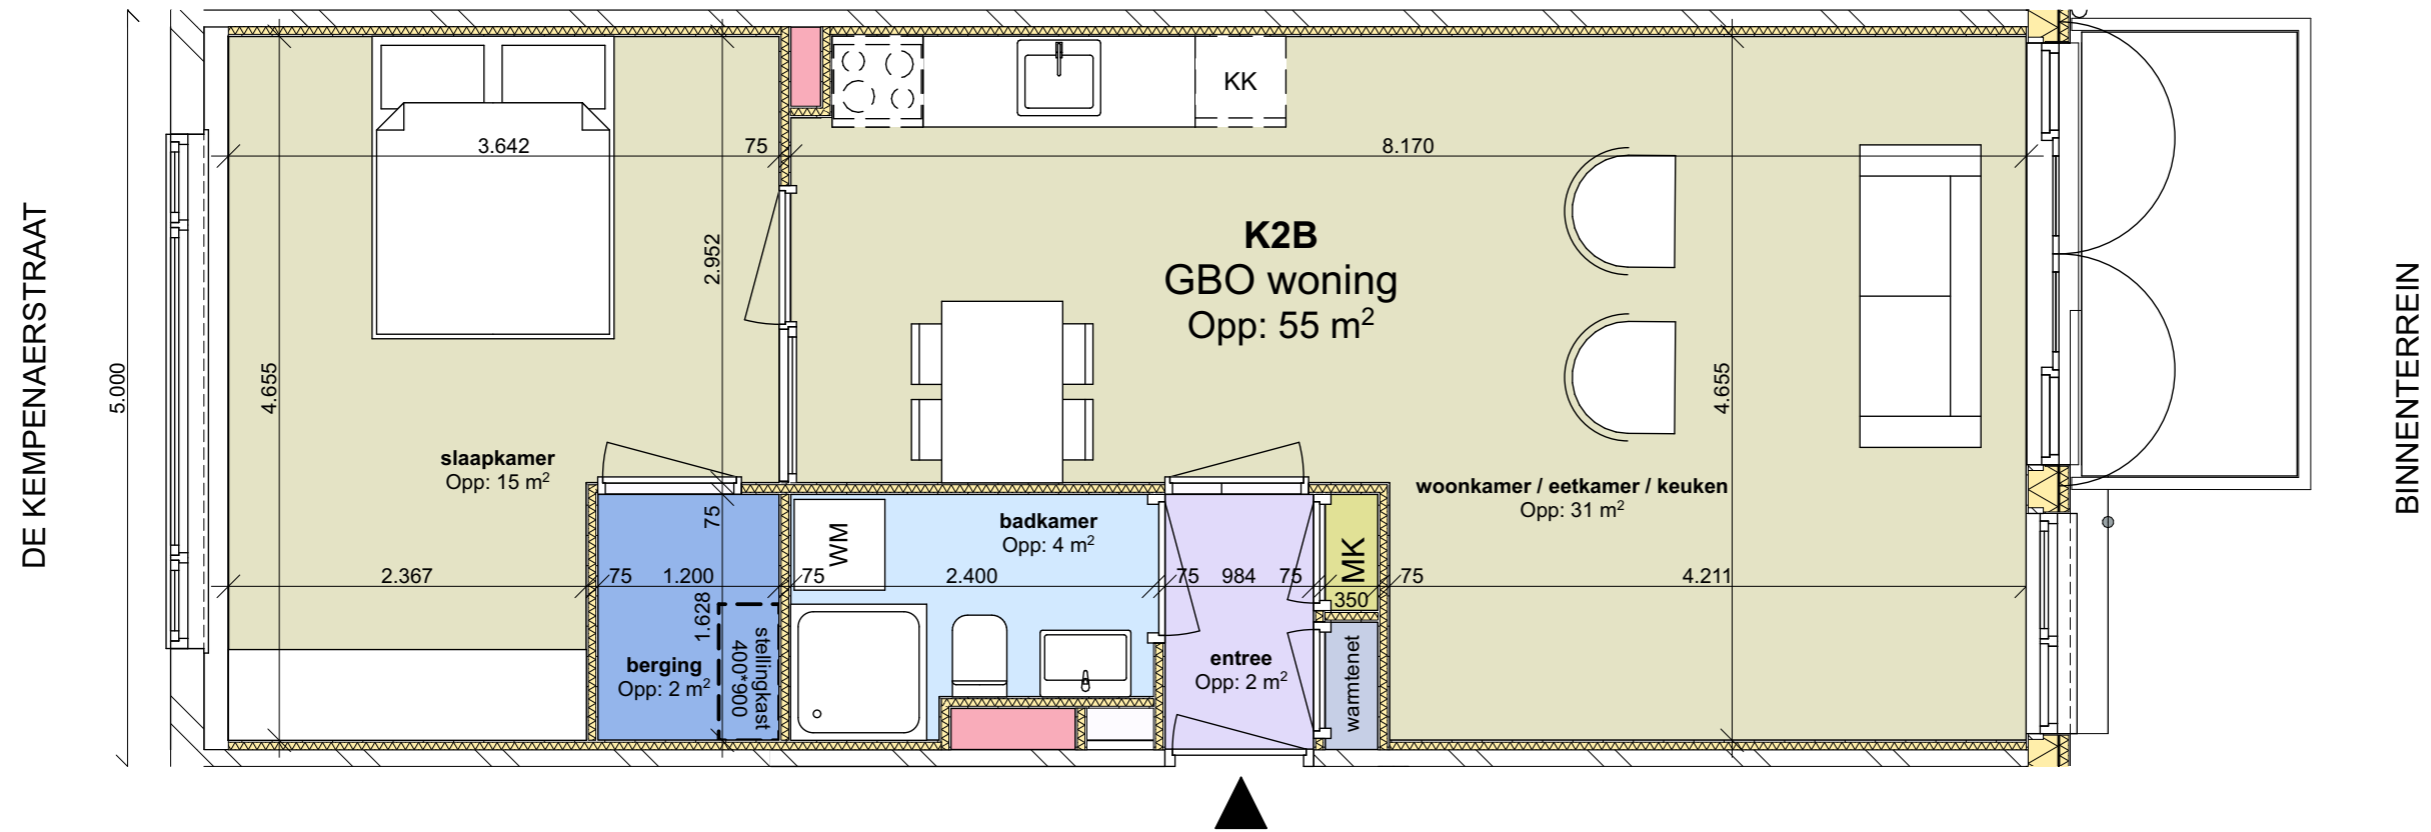 DE KEMPENAERSTRAAT
5.000
4.655
3.642
75
2.952
KK
8.170
K2B
GBO woning
Opp: 55 m²
4.655
BINNENTERREIN
slaapkamer
Opp: 15 m²
woonkamer / eetkamer / keuken
Opp: 31 m²
75
WM
badkamer
Opp: 4 m²
MK
2.367
75
1.200
75
2.400
75
984
75
350
75
4.211
1.628
stellingkast
400*900
berging
Opp: 2 m²
entree
Opp: 2 m²
warmtenet